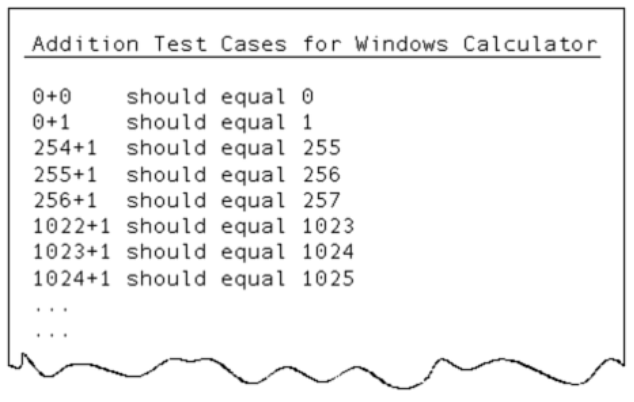 Addition Test Cases for Windows Calculator
0+0 should equal 0
0+1 should equal 1
254+1 should equal 255
255+1 should equal 256
256+1 should equal 257
1022+1 should equal 1023
1023+1 should equal 1024
1024+1 should equal 1025
...
...